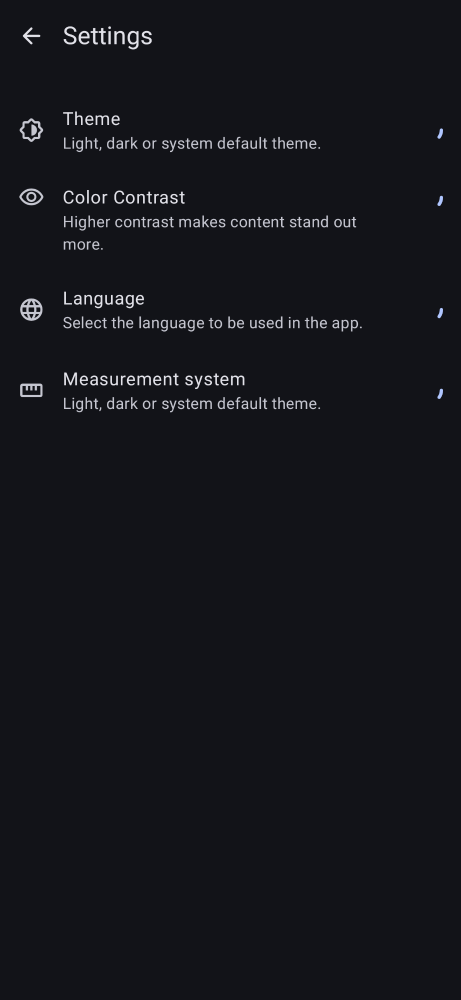 Settings
Theme
Light, dark or system default theme.
Color Contrast
Higher contrast makes content stand out
more.
Language
Select the language to be used in the app.
Measurement system
Light, dark or system default theme.